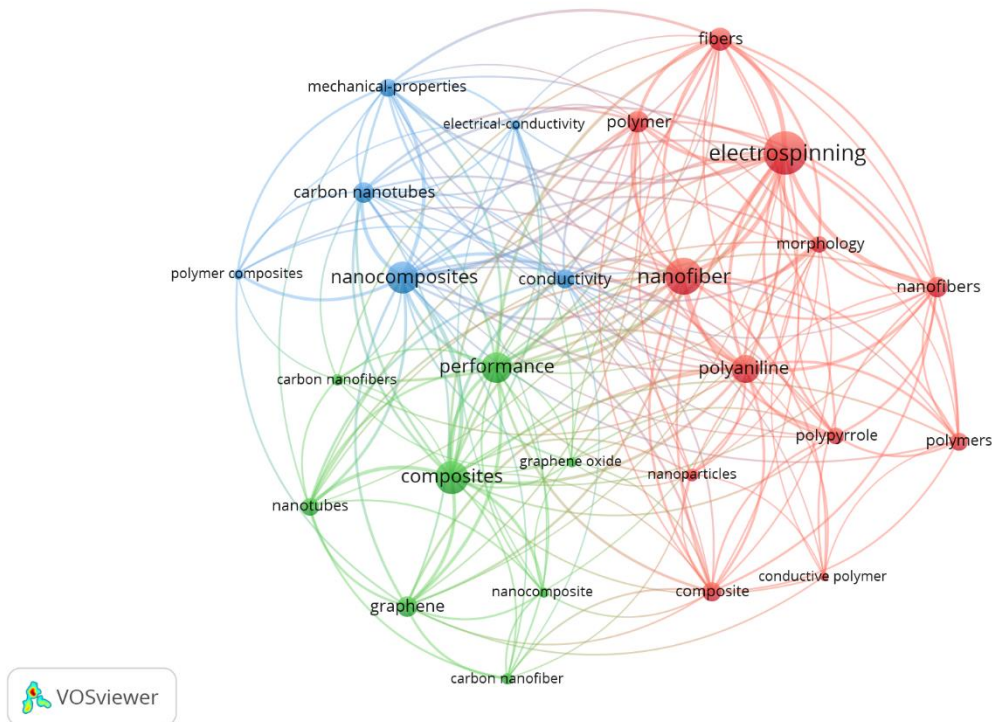 fibers
mechanical-properties
electrical-conductivity
polymer
electrospinning
carbon nanotubes
morphology
polymer composites
nanocomposites
conductivity
nanofiber
nanofibers
performance
polyaniline
carbon nanofibers
polypyrrole
polymers
graphene oxide
nanoparticles
composites
nanotubes
conductive polymer
nanocomposite
composite
graphene
carbon nanofiber
VOSviewer